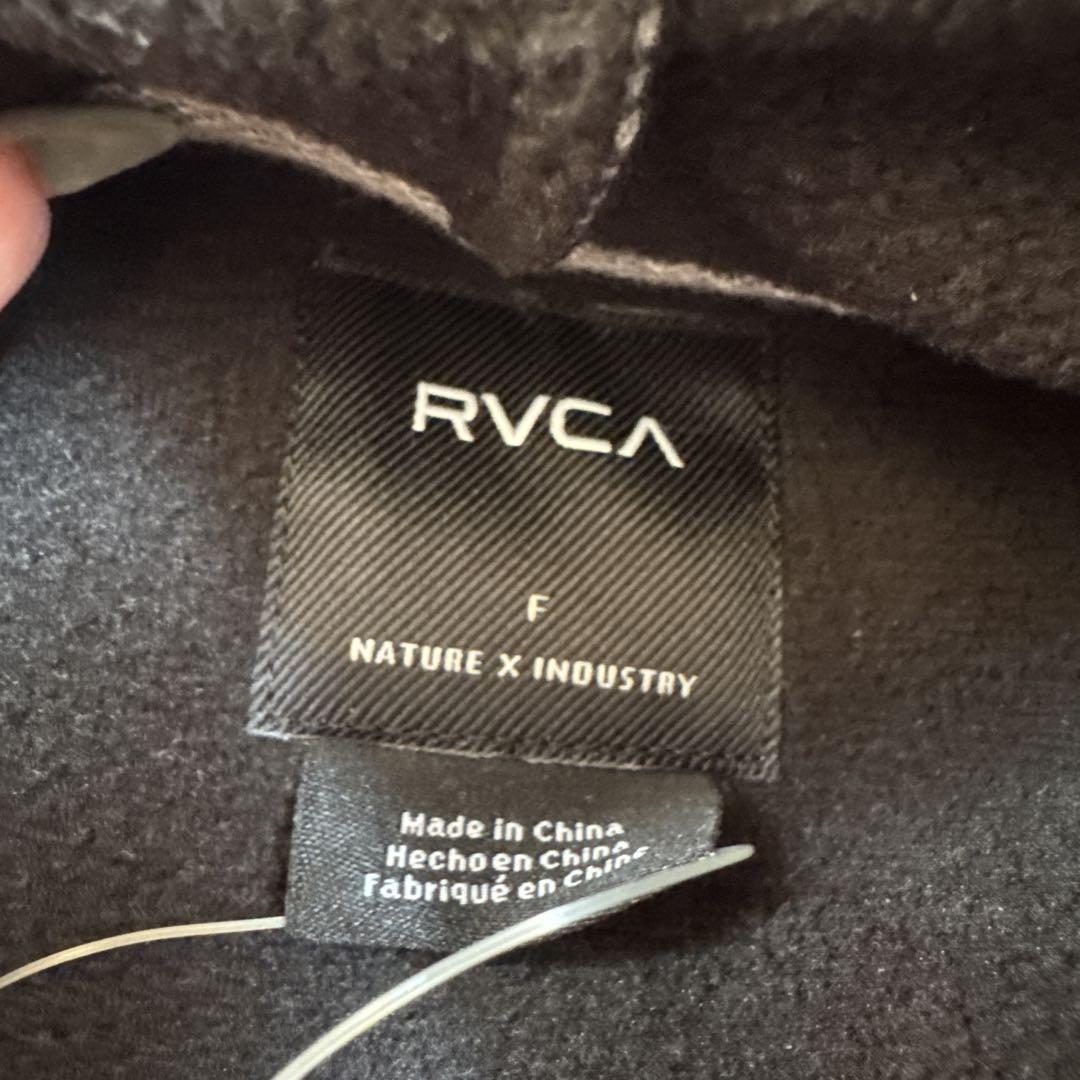 RVCA
F
NATURE X INDUSTRY
Made in China
Hecho en China
Fabriqué en Chine